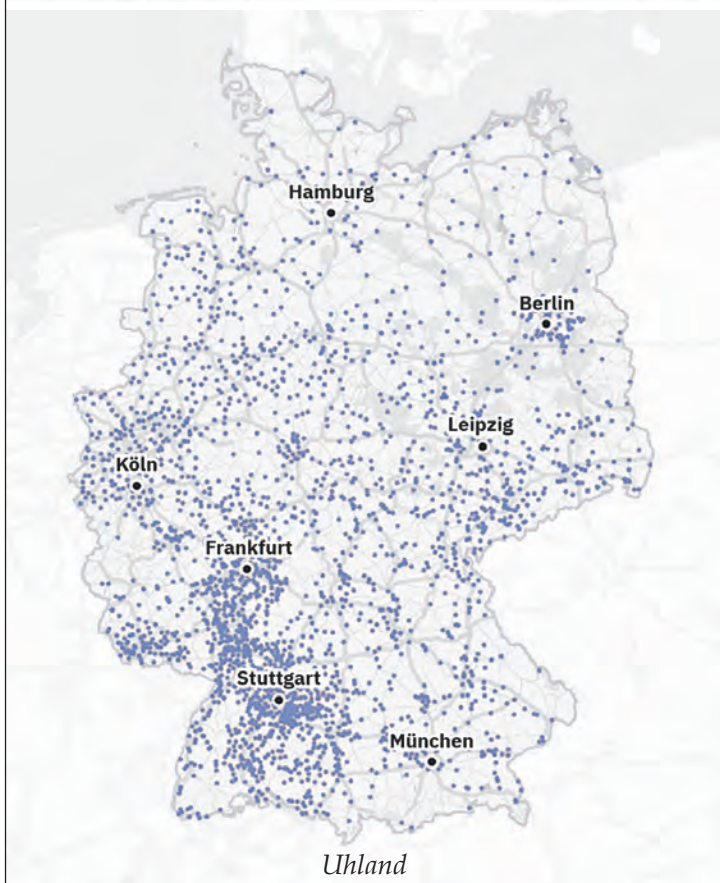 Hamburg
Berlin
Leipzig
Köln
Frankfurt
Stuttgart
München
Uhland